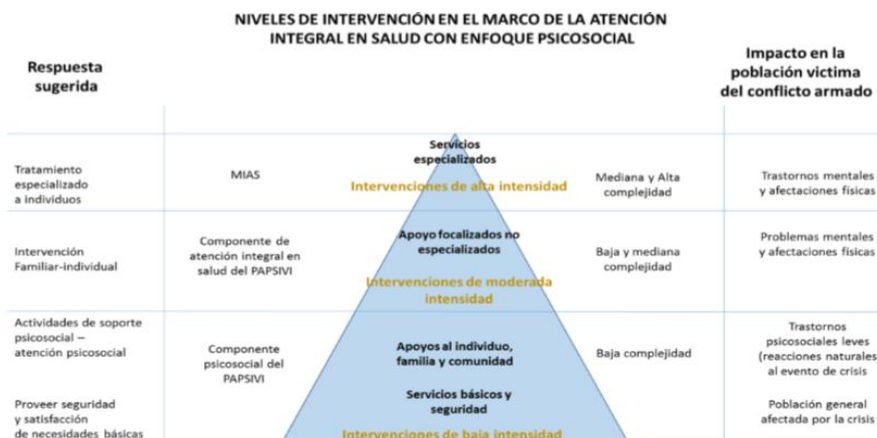 NIVELES DE INTERVENCIÓN EN EL MARCO DE LA ATENCIÓN
INTEGRAL EN SALUD CON ENFOQUE PSICOSOCIAL
Respuesta
sugerida
Impacto en la
población victima
del conflicto armado
Tratamiento
especializado
a individuos
MIAS
Servicios
especializados
Intervenciones de alta intensidad
Mediana y Alta
complejidad
Trastornos mentales
y afectaciones físicas
Intervención
Familiar-individual
Componente de
atención integral en
salud del PAPSIVI
Apoyo focalizados no
especializados
Intervenciones de moderada
intensidad
Baja y mediana
complejidad
Problemas mentales
y afectaciones físicas
Actividades de soporte
psicosocial –
atención psicosocial
Componente
psicosocial del
PAPSIVI
Apoyos al individuo,
familia y comunidad
Baja complejidad
Trastornos
psicosociales leves
(reacciones naturales
al evento de crisis
Proveer seguridad
y satisfacción
de necesidades básicas
Servicios básicos y
seguridad
Intervenciones de baja intensidad
Población general
afectada por la crisis